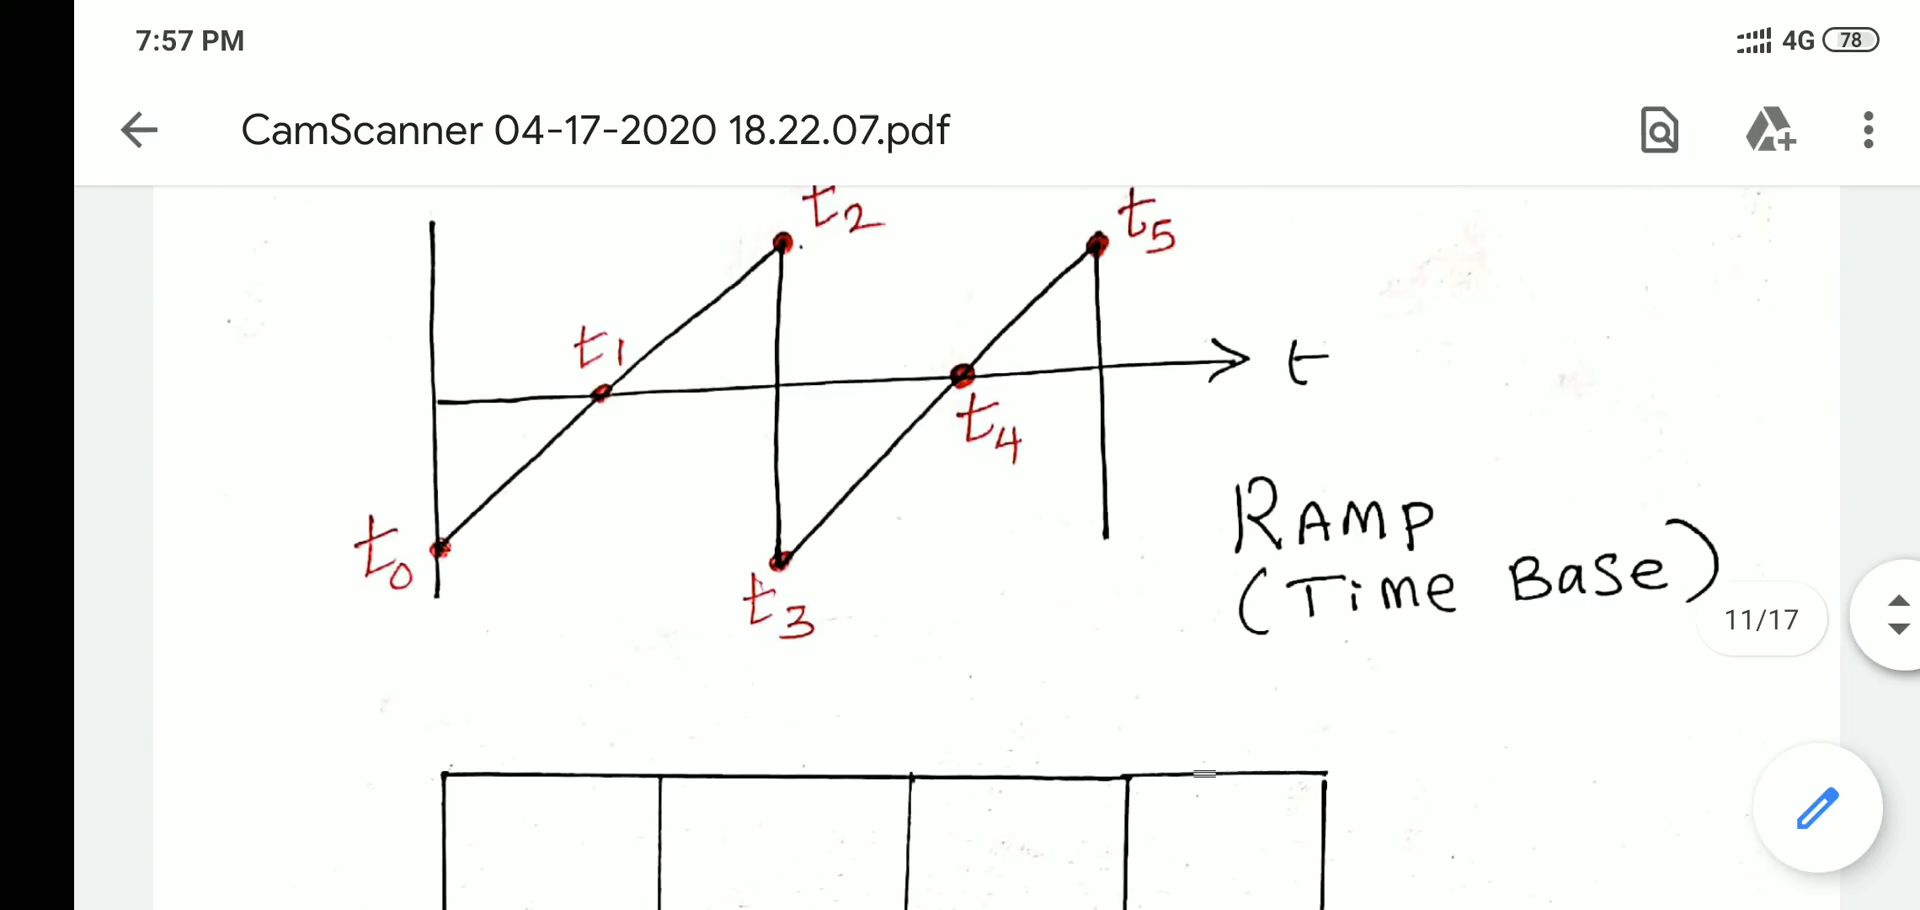 7:57 PM
4G 78
CamScanner 04-17-2020 18.22.07.pdf
t2
t5
t1
t
t4
t0
RAMP
(Time Base)
t3
11/17